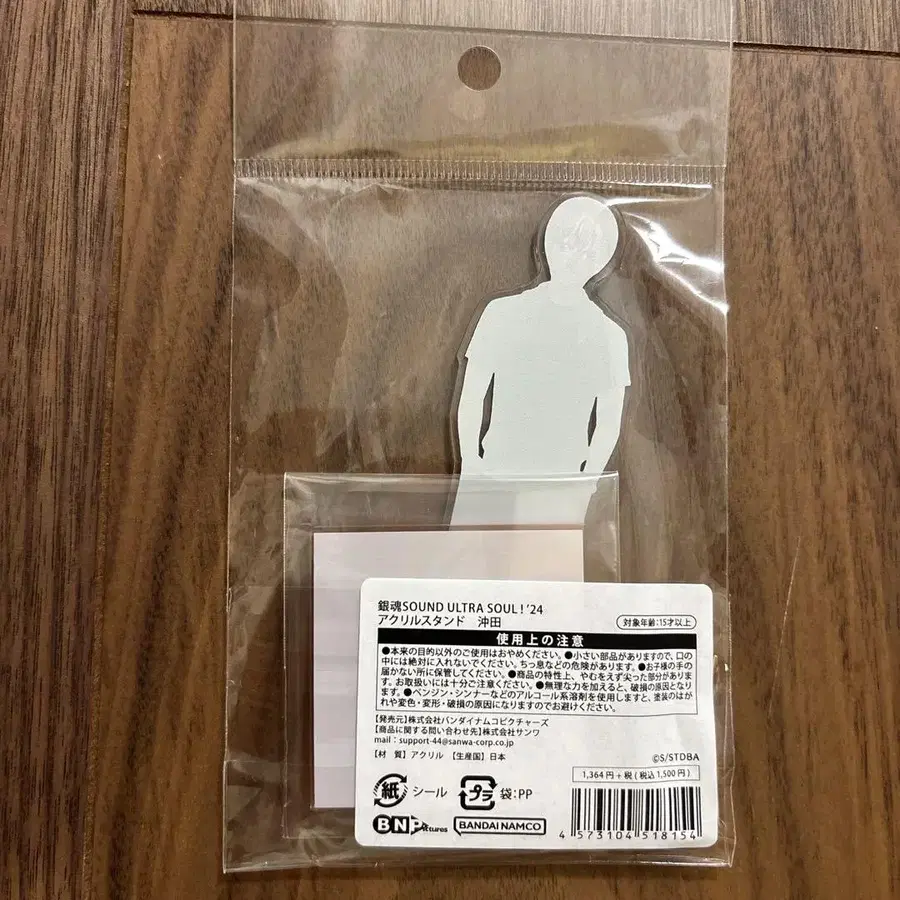 銀魂SOUND ULTRA SOUL！’24
アクリルスタンド　沖田
対象年齢:15才以上
使用上の注意
●本来の目的以外のご使用はおやめください。●小さい部品がありますので、口の
中には絶対に入れないでください。ちっ息などの危険があります。●お子様の手の
届かない所に保管してください。●商品の特性上、やむをえず尖った部分があります。
お取扱いには十分ご注意ください。●無理な力を加えると、破損の原因となりま
す。●ベンジン・シンナーなどのアルコール系溶剤を使用しますと、塗装のはが
れや変色・変形・破損の原因になりますのでお避けください。
【発売元】株式会社バンダイナムコピクチャーズ
【商品に関する問い合わせ先】株式会社サンワ
mail：support-44@sanwa-corp.co.jp
【材　質】アクリル　【生産国】日本
©S/STDBA
1,364円＋税(税込1,500円)
紙 シール プラ 袋:PP
BNPictures BANDAI NAMCO
4 573104 518154